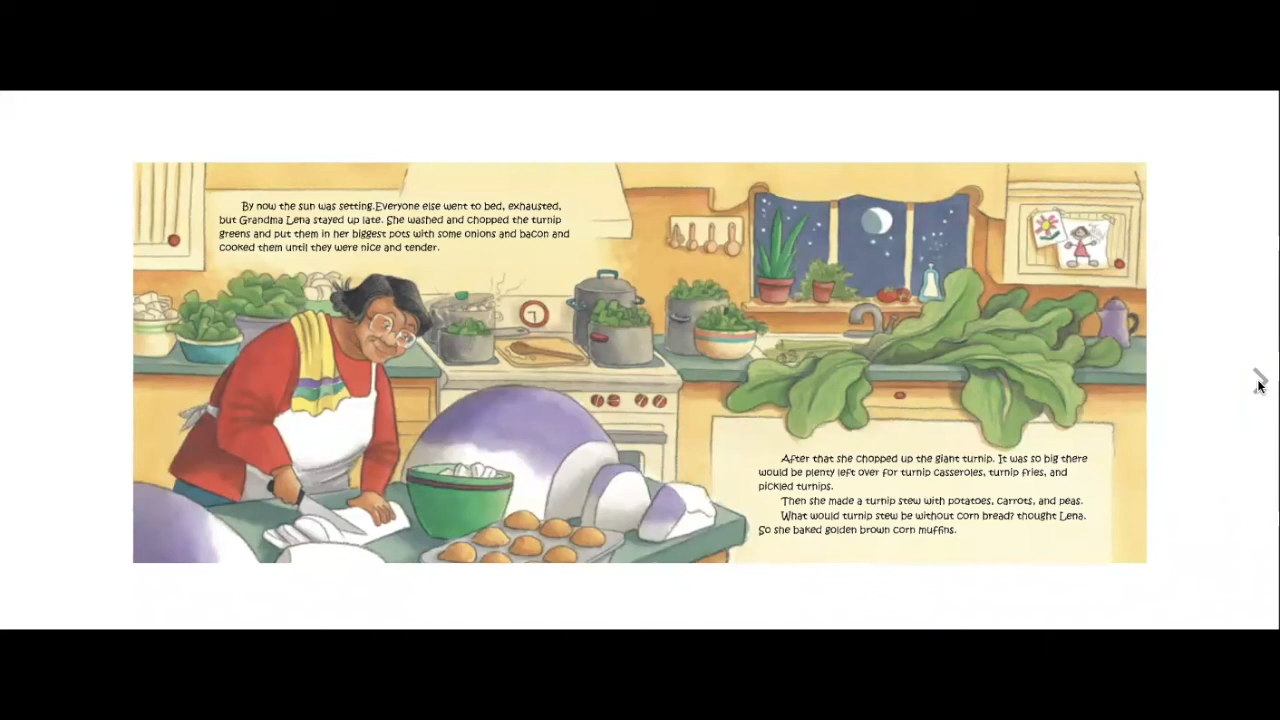 By now the sun was setting.Everyone else went to bed, exhausted,
but Grandma Lena stayed up late. She washed and chopped the turnip
greens and put them in her biggest pots with some onions and bacon and
cooked them until they were nice and tender.
After that she chopped up the giant turnip. It was so big there
would be plenty left over for turnip casseroles, turnip fries, and
pickled turnips.
Then she made a turnip stew with potatoes, carrots, and peas.
What would turnip stew be without corn bread? thought Lena.
So she baked golden brown corn muffins.